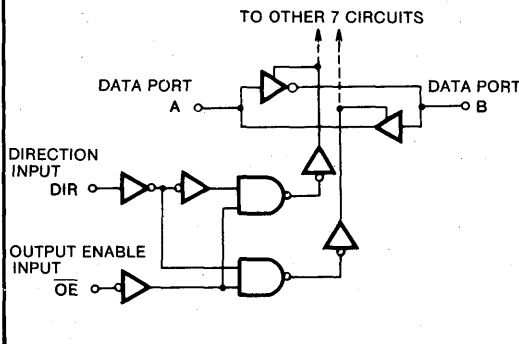 TO OTHER 7 CIRCUITS
DATA PORT
A
DATA PORT
B
DIRECTION
INPUT
DIR
OUTPUT ENABLE
INPUT
OE